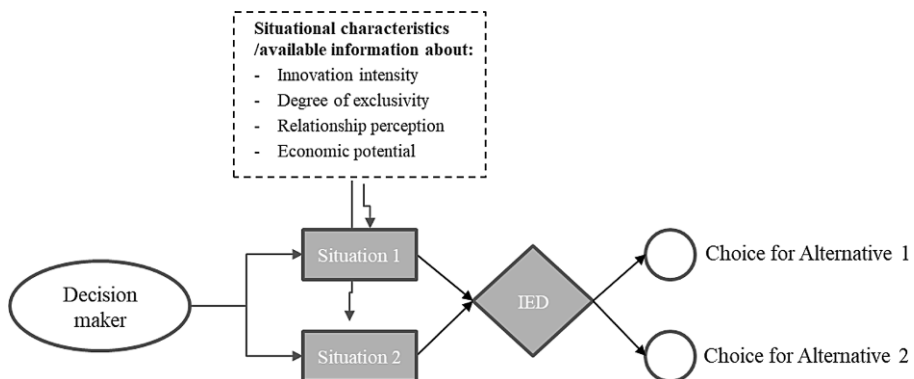 Situational characteristics
/available information about:
- Innovation intensity
- Degree of exclusivity
- Relationship perception
- Economic potential
Situation 1
Choice for Alternative 1
Decision
maker
IED
Situation 2
Choice for Alternative 2